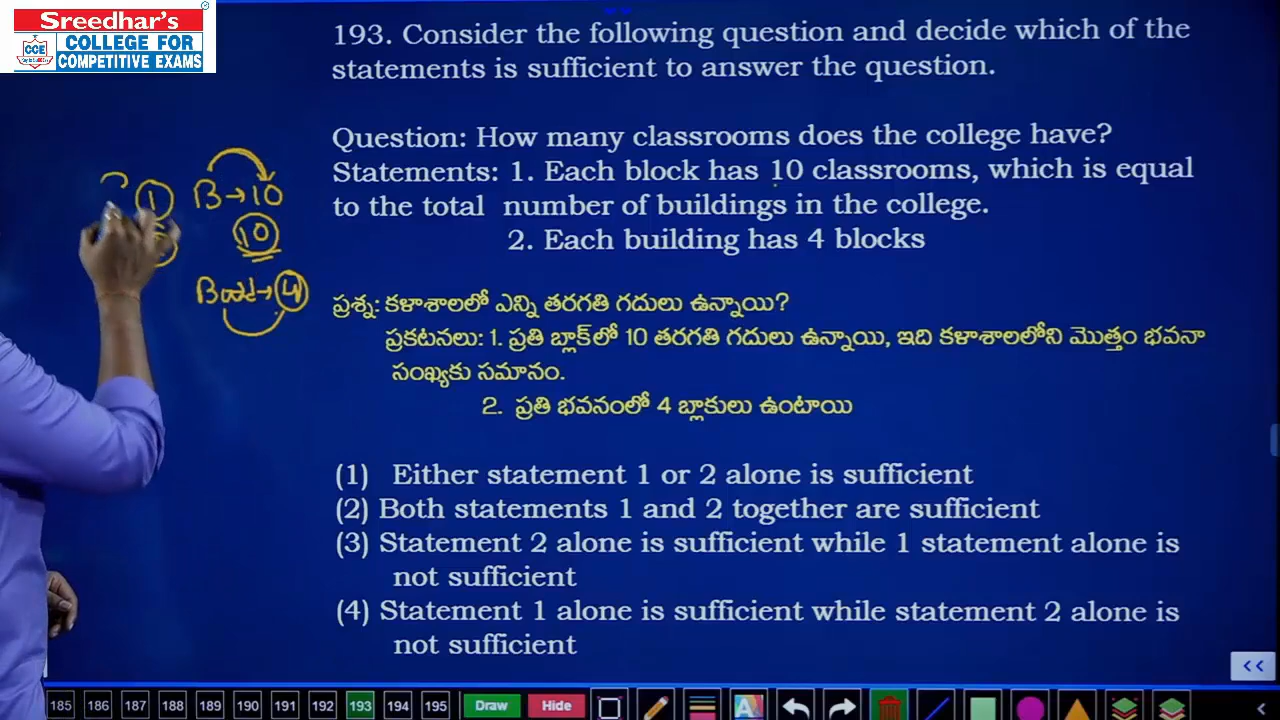 Sreedhar's
CCE
COLLEGE FOR
COMPETITIVE EXAMS
193. Consider the following question and decide which of the
statements is sufficient to answer the question.
Question: How many classrooms does the college have?
Statements: 1. Each block has 10 classrooms, which is equal
to the total number of buildings in the college.
2. Each building has 4 blocks
ప్రశ్న: కళాశాలలో ఎన్ని తరగతి గదులు ఉన్నాయి?
ప్రకటనలు: 1. ప్రతి బ్లాక్‌లో 10 తరగతి గదులు ఉన్నాయి, ఇది కళాశాలలోని మొత్తం భవనా
సంఖ్యకు సమానం.
2. ప్రతి భవనంలో 4 బ్లాకులు ఉంటాయి
(1) Either statement 1 or 2 alone is sufficient
(2) Both statements 1 and 2 together are sufficient
(3) Statement 2 alone is sufficient while 1 statement alone is
not sufficient
(4) Statement 1 alone is sufficient while statement 2 alone is
not sufficient
1 B→10
10
→4
<<
185 186 187 188 189 190 191 192 193 194 195 Draw Hide
<